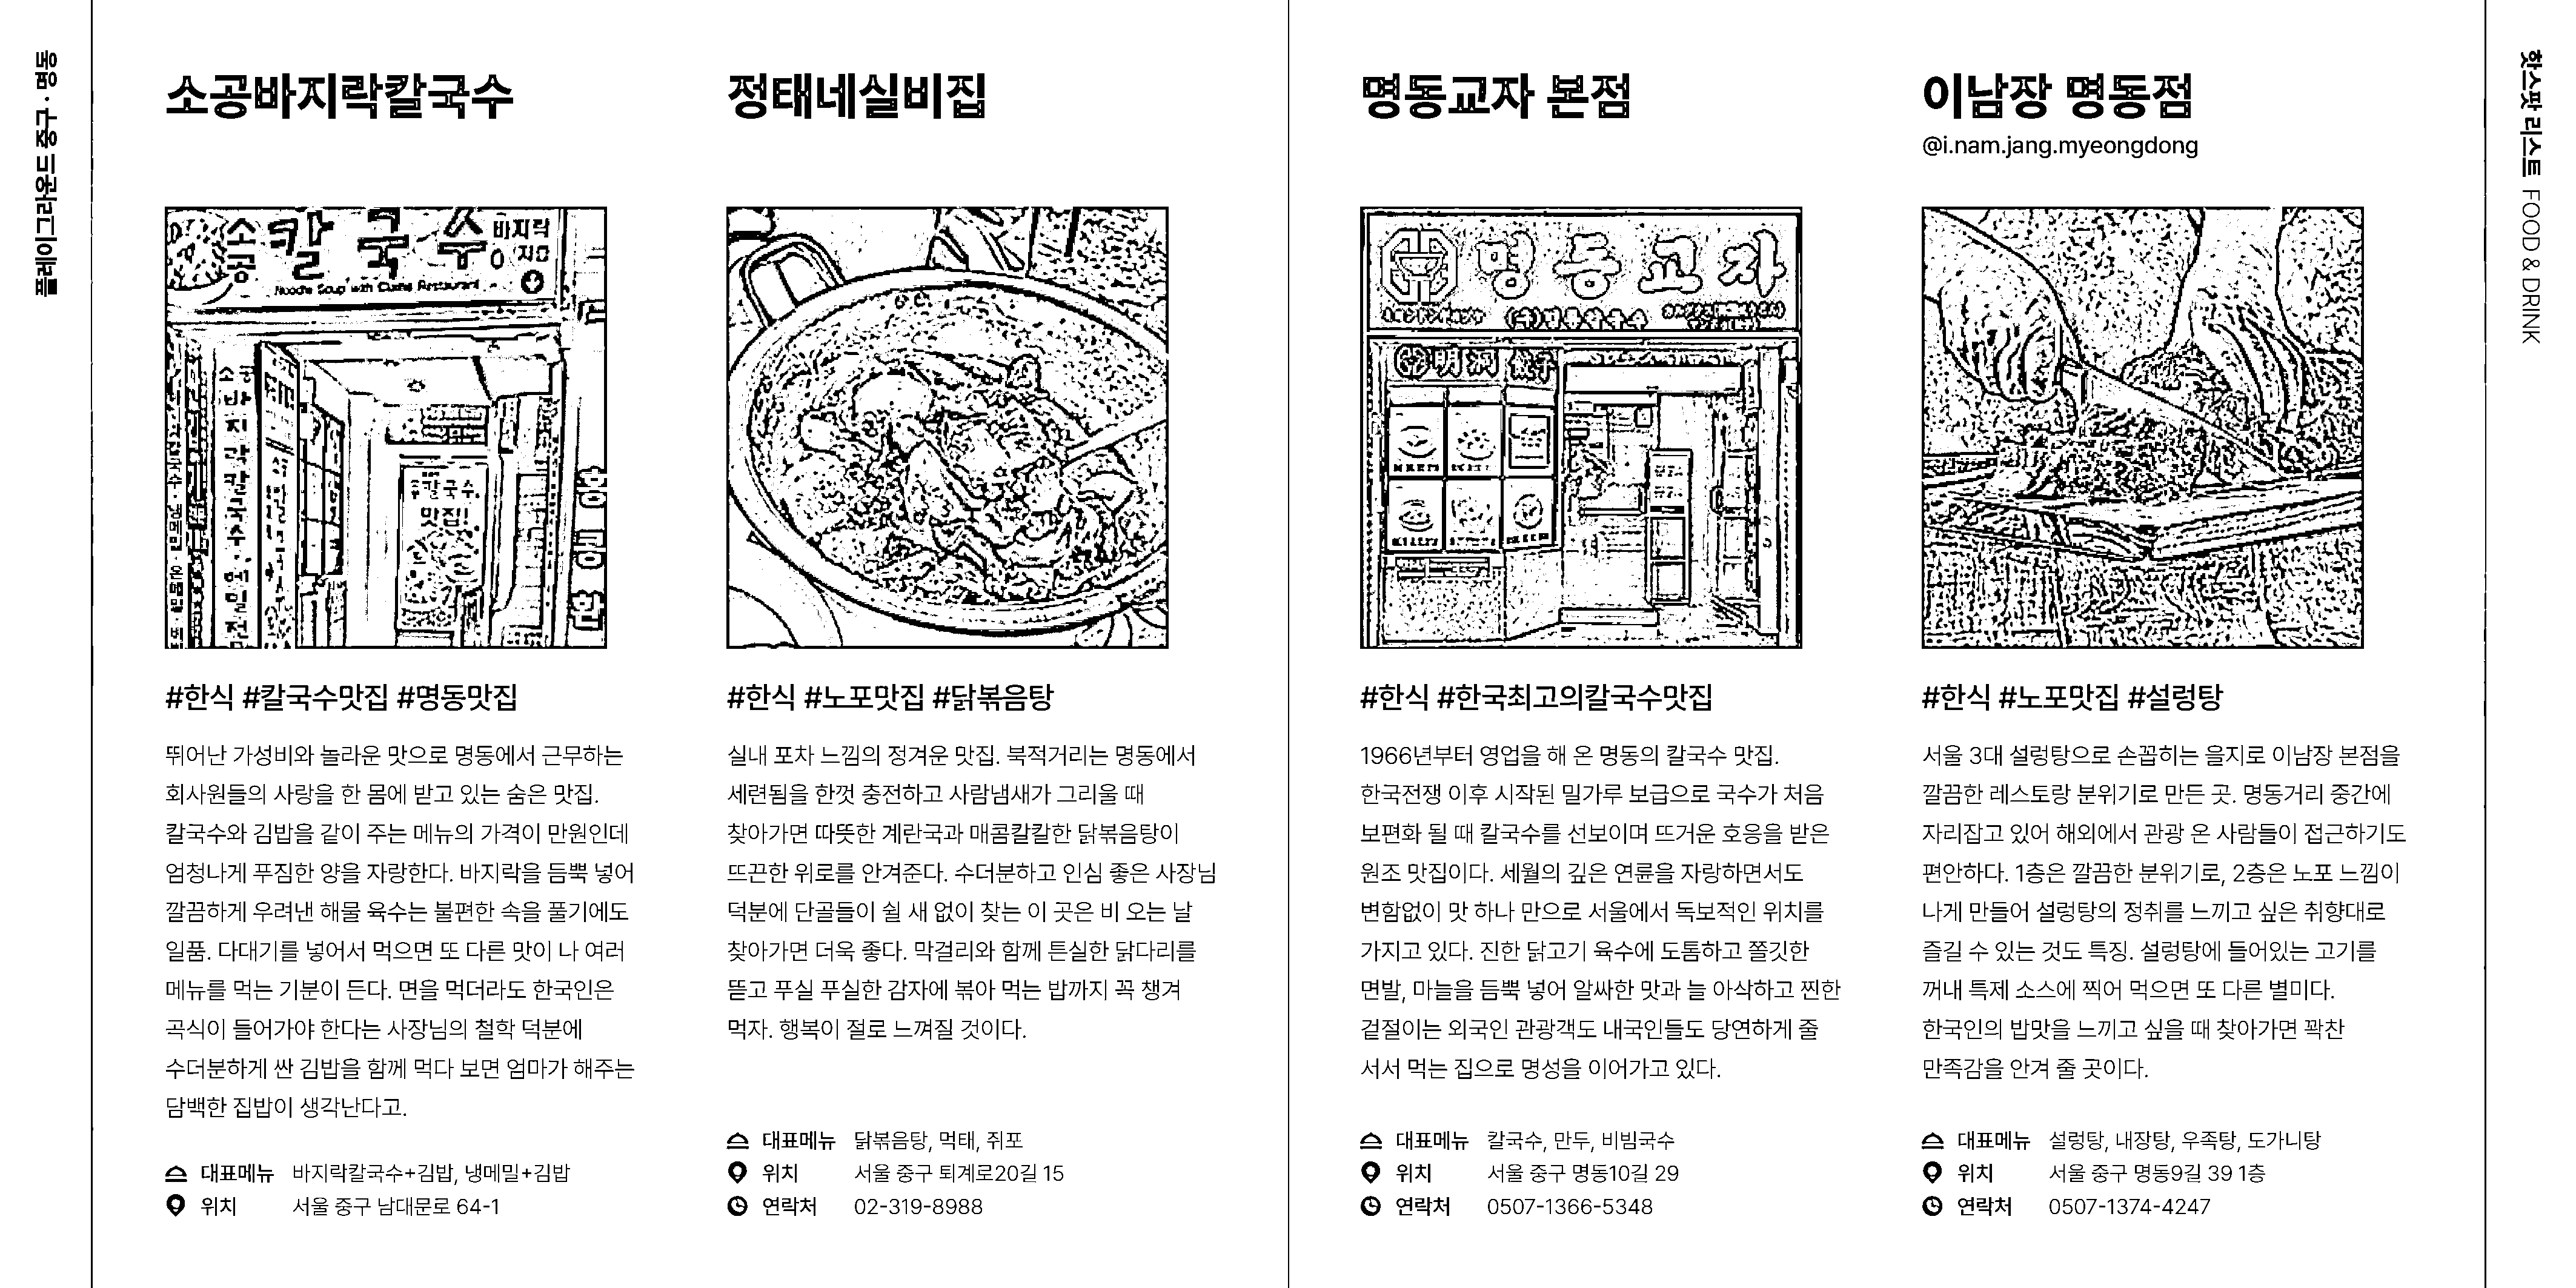 플레이그라운드 중구 · 명동
소공바지락칼국수
소공 칼국수 바지락
Noodle Soup with Clams Restaurant
맛집!
#한식 #칼국수맛집 #명동맛집
뛰어난 가성비와 놀라운 맛으로 명동에서 근무하는
회사원들의 사랑을 한 몸에 받고 있는 숨은 맛집.
칼국수와 김밥을 같이 주는 메뉴의 가격이 만원인데
엄청나게 푸짐한 양을 자랑한다. 바지락을 듬뿍 넣어
깔끔하게 우려낸 해물 육수는 불편한 속을 풀기에도
일품. 다대기를 넣어서 먹으면 또 다른 맛이 나 여러
메뉴를 먹는 기분이 든다. 면을 먹더라도 한국인은
곡식이 들어가야 한다는 사장님의 철학 덕분에
수더분하게 싼 김밥을 함께 먹다 보면 엄마가 해주는
담백한 집밥이 생각난다고.
대표메뉴 바지락칼국수+김밥, 냉메밀+김밥
위치 서울 중구 남대문로 64-1
정태네실비집
#한식 #노포맛집 #닭볶음탕
실내 포차 느낌의 정겨운 맛집. 북적거리는 명동에서
세련됨을 한껏 충전하고 사람냄새가 그리울 때
찾아가면 따뜻한 계란국과 매콤칼칼한 닭볶음탕이
뜨끈한 위로를 안겨준다. 수더분하고 인심 좋은 사장님
덕분에 단골들이 쉴 새 없이 찾는 이 곳은 비 오는 날
찾아가면 더욱 좋다. 막걸리와 함께 튼실한 닭다리를
뜯고 푸실 푸실한 감자에 볶아 먹는 밥까지 꼭 챙겨
먹자. 행복이 절로 느껴질 것이다.
대표메뉴 닭볶음탕, 먹태, 쥐포
위치 서울 중구 퇴계로20길 15
연락처 02-319-8988
명동교자 본점
명동교자
明洞
#한식 #한국최고의칼국수맛집
1966년부터 영업을 해 온 명동의 칼국수 맛집.
한국전쟁 이후 시작된 밀가루 보급으로 국수가 처음
보편화 될 때 칼국수를 선보이며 뜨거운 호응을 받은
원조 맛집이다. 세월의 깊은 연륜을 자랑하면서도
변함없이 맛 하나 만으로 서울에서 독보적인 위치를
가지고 있다. 진한 닭고기 육수에 도톰하고 쫄깃한
면발, 마늘을 듬뿍 넣어 알싸한 맛과 늘 아삭하고 찐한
겉절이는 외국인 관광객도 내국인들도 당연하게 줄
서서 먹는 집으로 명성을 이어가고 있다.
대표메뉴 칼국수, 만두, 비빔국수
위치 서울 중구 명동10길 29
연락처 0507-1366-5348
이남장 명동점
@i.nam.jang.myeongdong
#한식 #노포맛집 #설렁탕
서울 3대 설렁탕으로 손꼽히는 을지로 이남장 본점을
깔끔한 레스토랑 분위기로 만든 곳. 명동거리 중간에
자리잡고 있어 해외에서 관광 온 사람들이 접근하기도
편안하다. 1층은 깔끔한 분위기로, 2층은 노포 느낌이
나게 만들어 설렁탕의 정취를 느끼고 싶은 취향대로
즐길 수 있는 것도 특징. 설렁탕에 들어있는 고기를
꺼내 특제 소스에 찍어 먹으면 또 다른 별미다.
한국인의 밥맛을 느끼고 싶을 때 찾아가면 꽉찬
만족감을 안겨 줄 곳이다.
대표메뉴 설렁탕, 내장탕, 우족탕, 도가니탕
위치 서울 중구 명동9길 39 1층
연락처 0507-1374-4247
핫스팟 리스트 FOOD & DRINK